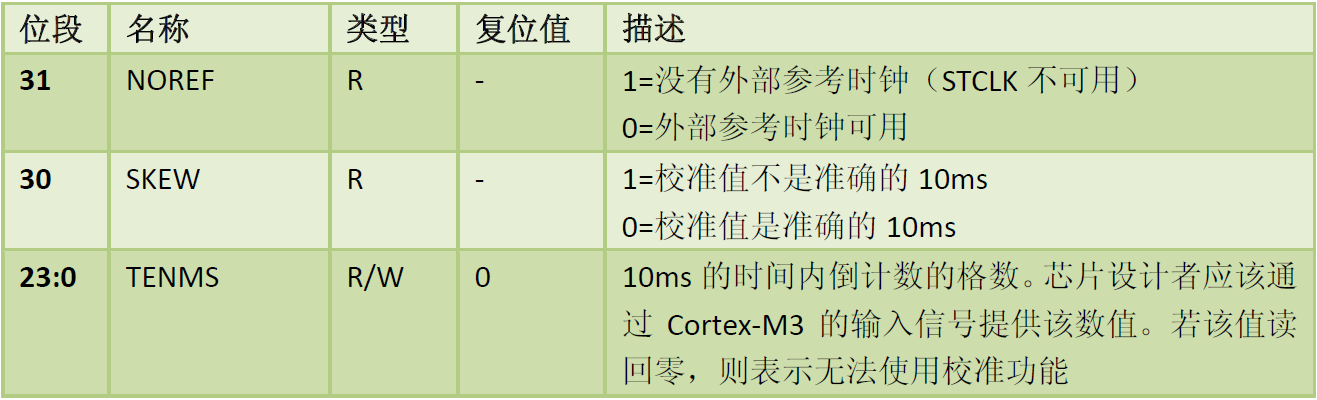 位段 名称 类型 复位值 描述
31 NOREF R - 1=没有外部参考时钟（STCLK 不可用）
0=外部参考时钟可用
30 SKEW R - 1=校准值不是准确的 10ms
0=校准值是准确的 10ms
23:0 TENMS R/W 0 10ms 的时间内倒计数的格数。芯片设计者应该通
过 Cortex-M3 的输入信号提供该数值。若该值读
回零，则表示无法使用校准功能